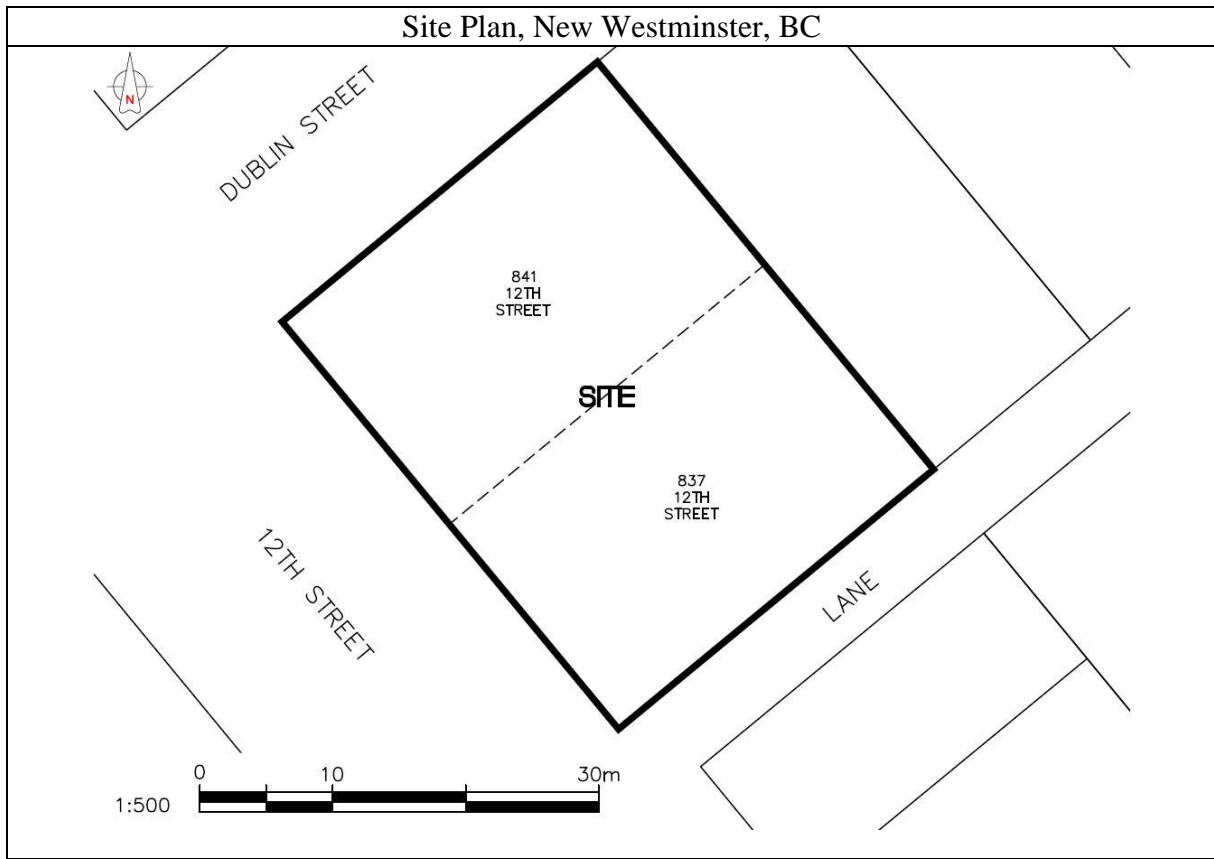 Site Plan, New Westminster, BC
N
DUBLIN STREET
841
12TH
STREET
SITE
837
12TH
STREET
12TH STREET
LANE
0 10 30m
1:500